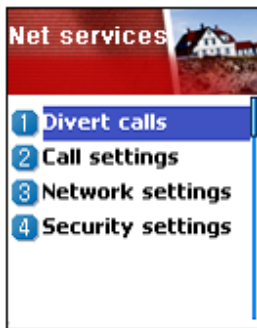 Net services
1 Divert calls
2 Call settings
3 Network settings
4 Security settings